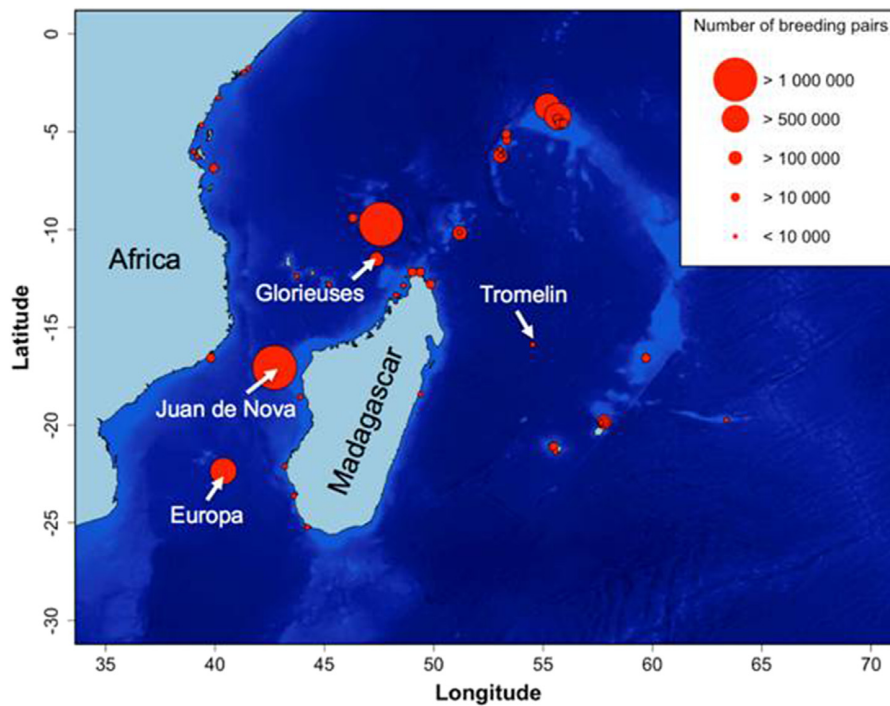 Number of breeding pairs
> 1 000 000
> 500 000
> 100 000
> 10 000
< 10 000
Africa
Glorieuses
Tromelin
Juan de Nova
Madagascar
Europa
Latitude
0
-5
-10
-15
-20
-25
-30
35
40
45
50
55
60
65
70
Longitude